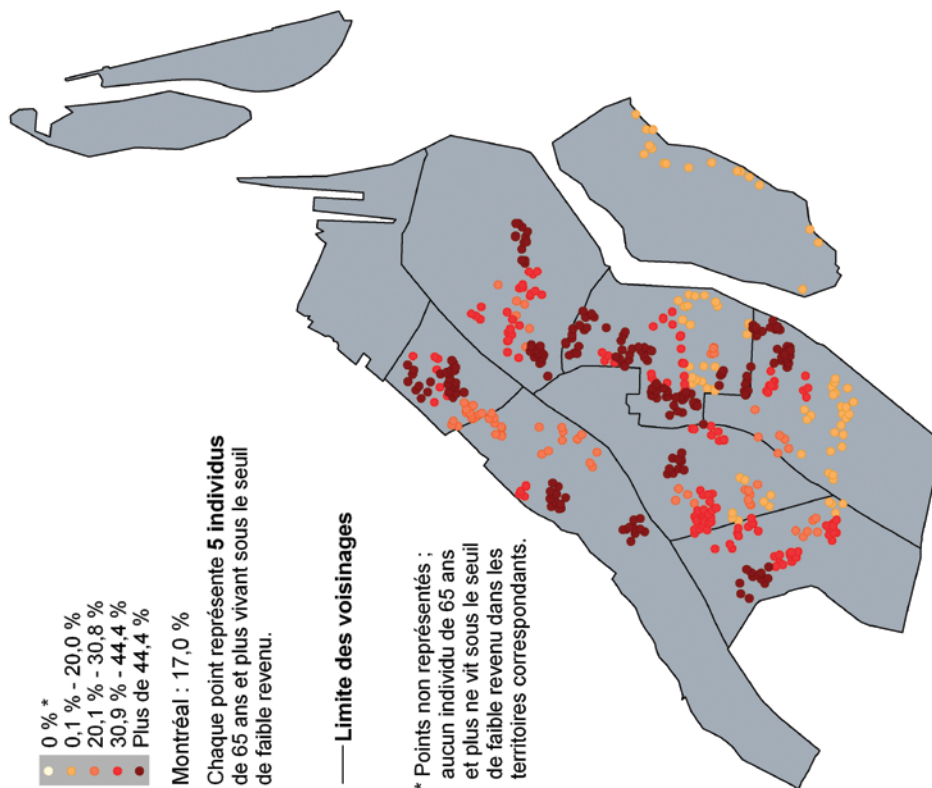 0 % *
0,1 % - 20,0 %
20,1 % - 30,8 %
30,9 % - 44,4 %
Plus de 44,4 %
Montréal : 17,0 %
Chaque point représente 5 individus
de 65 ans et plus vivant sous le seuil
de faible revenu.
Limite des voisinages
* Points non représentés ;
aucun individu de 65 ans
et plus ne vit sous le seuil
de faible revenu dans les
territoires correspondants.